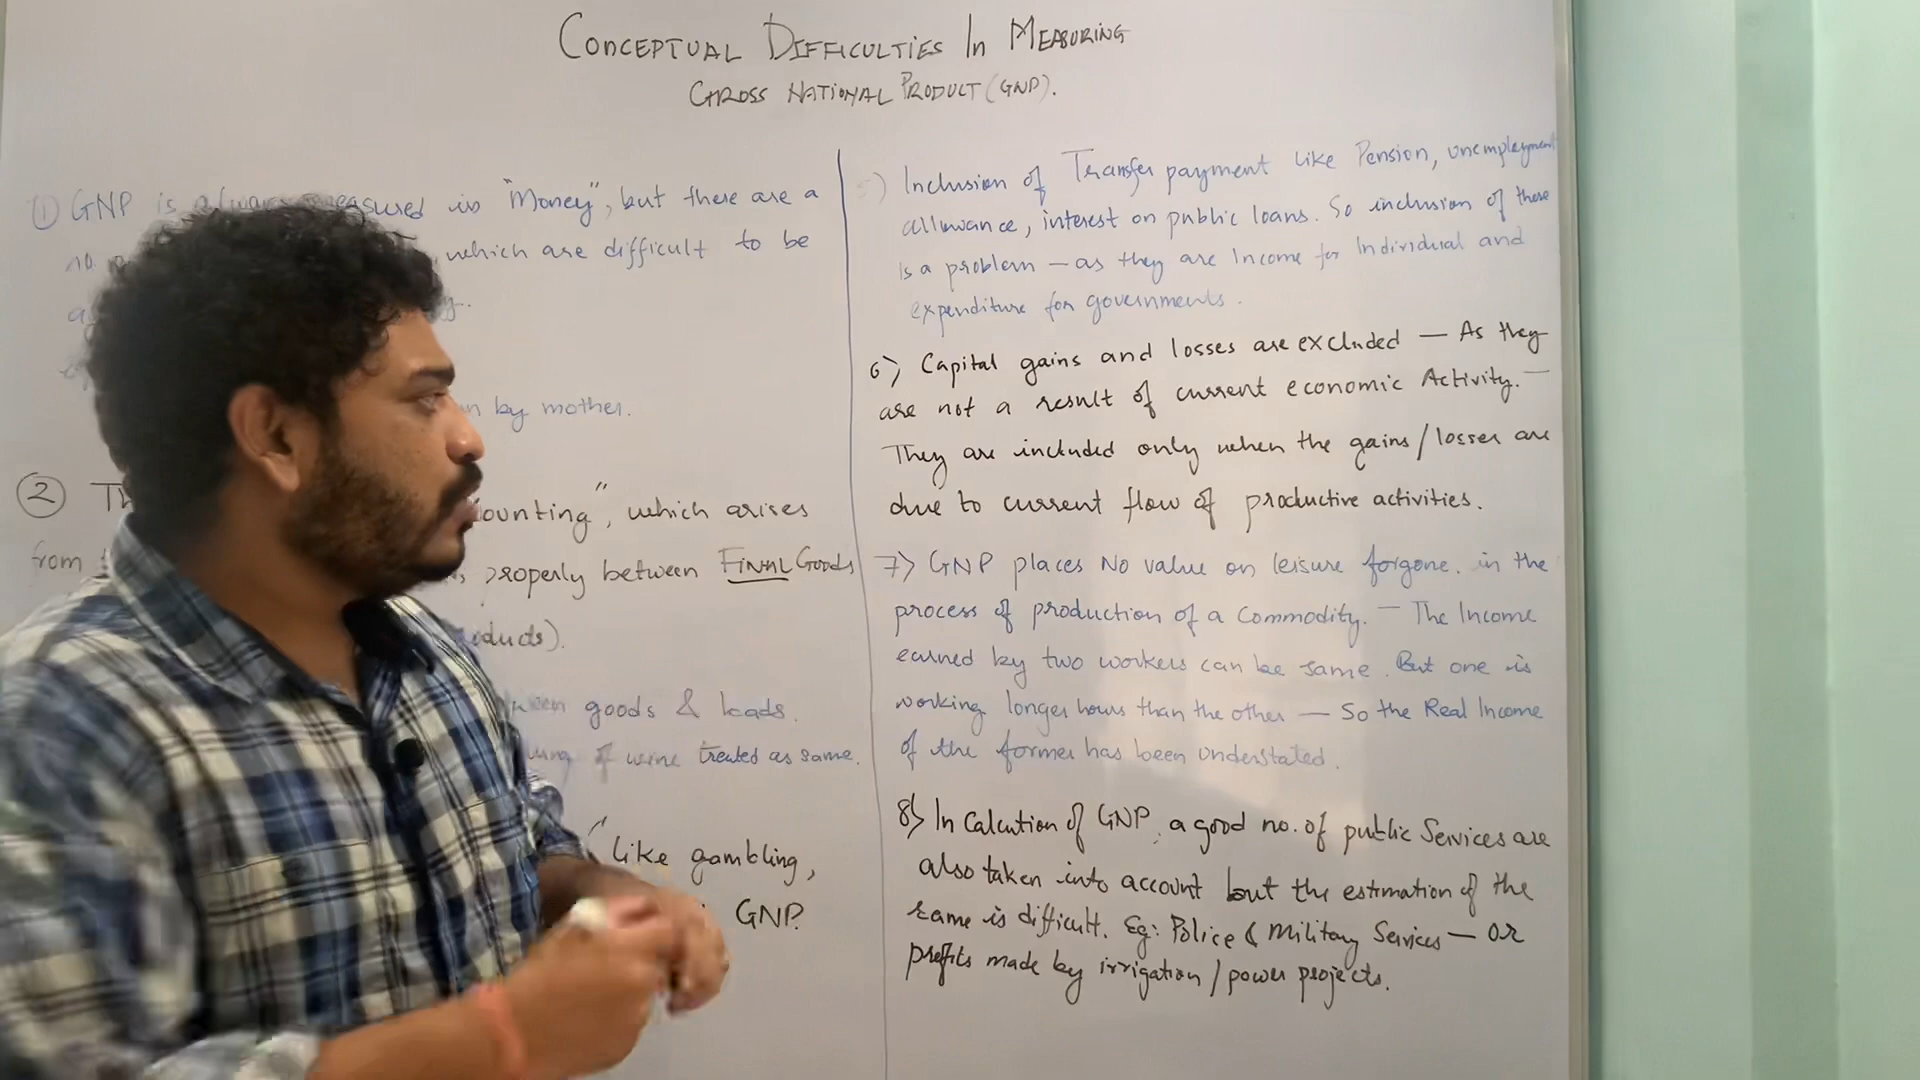 CONCEPTUAL DIFFICULTIES IN MEASURING
GROSS NATIONAL PRODUCT (GNP).
① GNP is always measured in "Money", but there are a
which are difficult to be
by mother.
② ounting", which arises
from properly between FINAL Goods
oducts).
goods & leads.
of wine treated as same.
like gambling,
GNP.
5) Inclusion of Transfer payment like Pension, unemployment
allowance, interest on public loans. So inclusion of these
is a problem — as they are Income for Individual and
expenditure for governments.
6) Capital gains and losses are excluded — As they
are not a result of current economic Activity. —
They are included only when the gains / losses are
due to current flow of productive activities.
7) GNP places No value on leisure forgone. in the
process of production of a commodity. — The Income
earned by two workers can be same. But one is
working longer hours than the other — So the Real Income
of the former has been understated.
8) In Calcution of GNP, a good no. of public Services are
also taken into account but the estimation of the
same is difficult. Eg: Police & Military Services — or
profits made by irrigation / power projects.